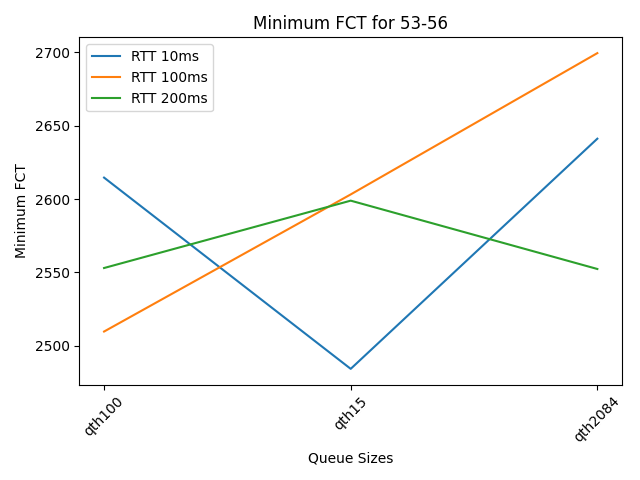 Minimum FCT for 53-56
RTT 10ms
RTT 100ms
RTT 200ms
Minimum FCT
2700
2650
2600
2550
2500
qth100
qth15
qth2084
Queue Sizes